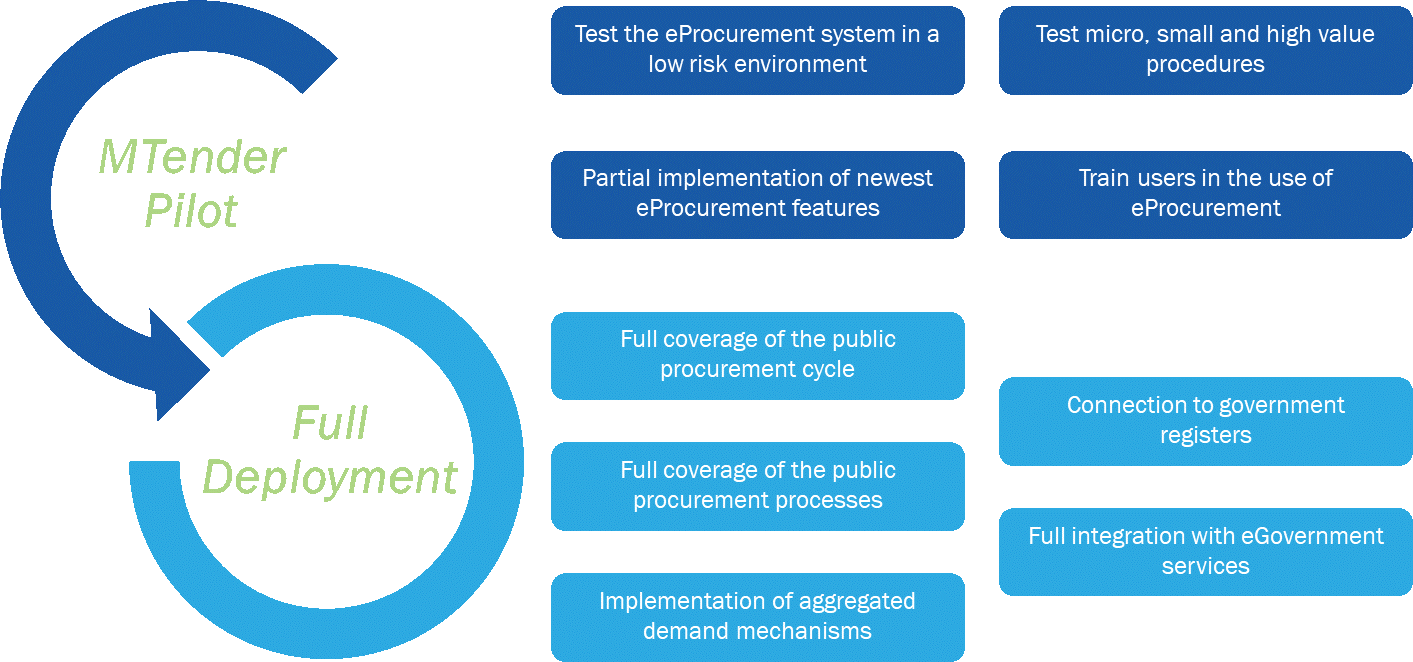 MTender
Pilot
Test the eProcurement system in a
low risk environment
Test micro, small and high value
procedures
Partial implementation of newest
eProcurement features
Train users in the use of
eProcurement
Full
Deployment
Full coverage of the public
procurement cycle
Full coverage of the public
procurement processes
Implementation of aggregated
demand mechanisms
Connection to government
registers
Full integration with eGovernment
services